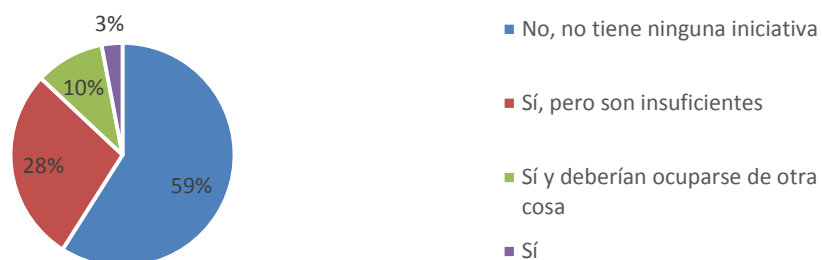 3%
No, no tiene ninguna iniciativa
10%
Sí, pero son insuficientes
28%
59%
Sí y deberían ocuparse de otra
cosa
Sí